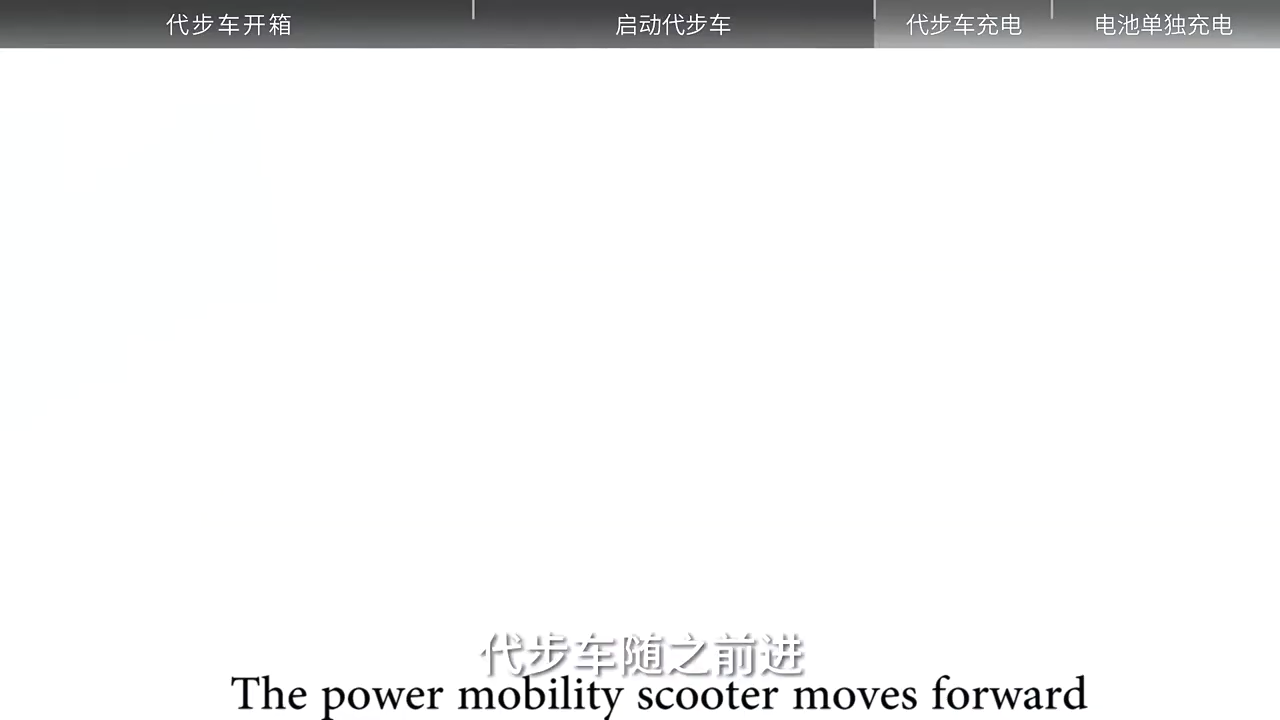 代步车开箱
启动代步车
代步车充电
电池单独充电
代步车随之前进
The power mobility scooter moves forward